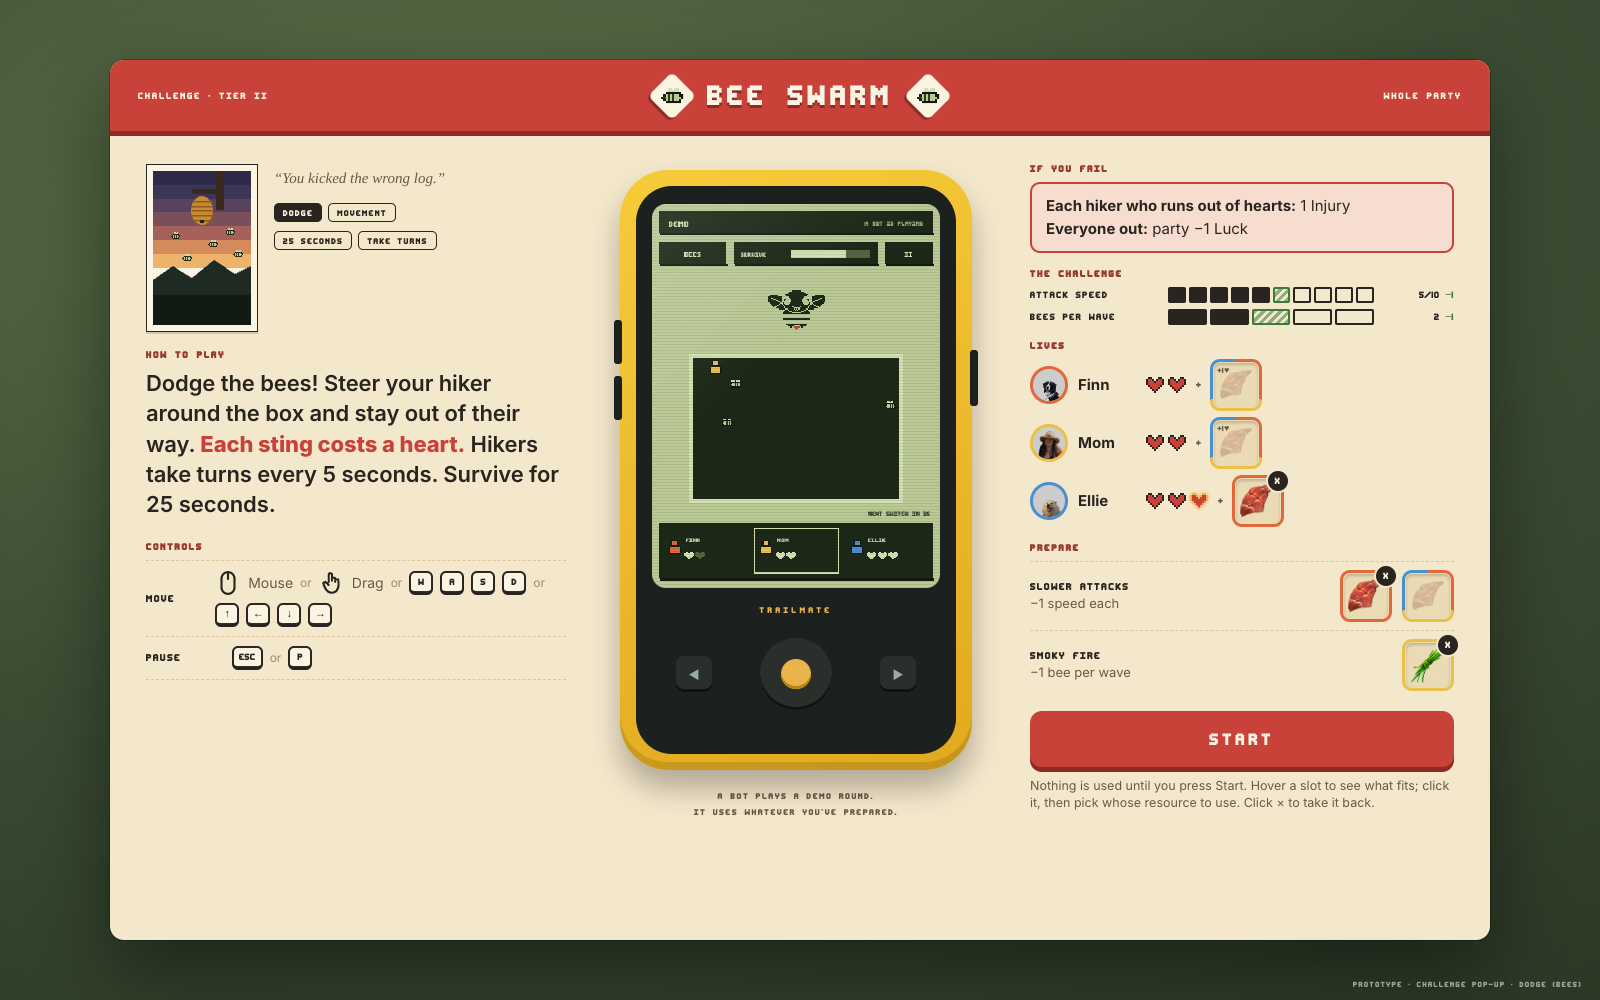 CHALLENGE · TIER II
BEE SWARM
WHOLE PARTY
“You kicked the wrong log.”
DODGE
MOVEMENT
25 SECONDS
TAKE TURNS
HOW TO PLAY
Dodge the bees! Steer your hiker
around the box and stay out of their
way. Each sting costs a heart. Hikers
take turns every 5 seconds. Survive for
25 seconds.
CONTROLS
MOVE
Mouse or Drag or W A S D or
↑ ← ↓ →
PAUSE
ESC or P
DEMO
A BOT IS PLAYING
BEES
SURVIVE
II
NEXT SWITCH IN 3S
FINN
MOM
ELLIE
TRAILMATE
A BOT PLAYS A DEMO ROUND.
IT USES WHATEVER YOU'VE PREPARED.
IF YOU FAIL
Each hiker who runs out of hearts: 1 Injury
Everyone out: party −1 Luck
THE CHALLENGE
ATTACK SPEED
5/10 −1
BEES PER WAVE
2 −1
LIVES
Finn
+
+1♥
Mom
+
+1♥
Ellie
+
×
PREPARE
SLOWER ATTACKS
−1 speed each
×
SMOKY FIRE
−1 bee per wave
×
START
Nothing is used until you press Start. Hover a slot to see what fits; click
it, then pick whose resource to use. Click × to take it back.
PROTOTYPE · CHALLENGE POP-UP · DODGE (BEES)